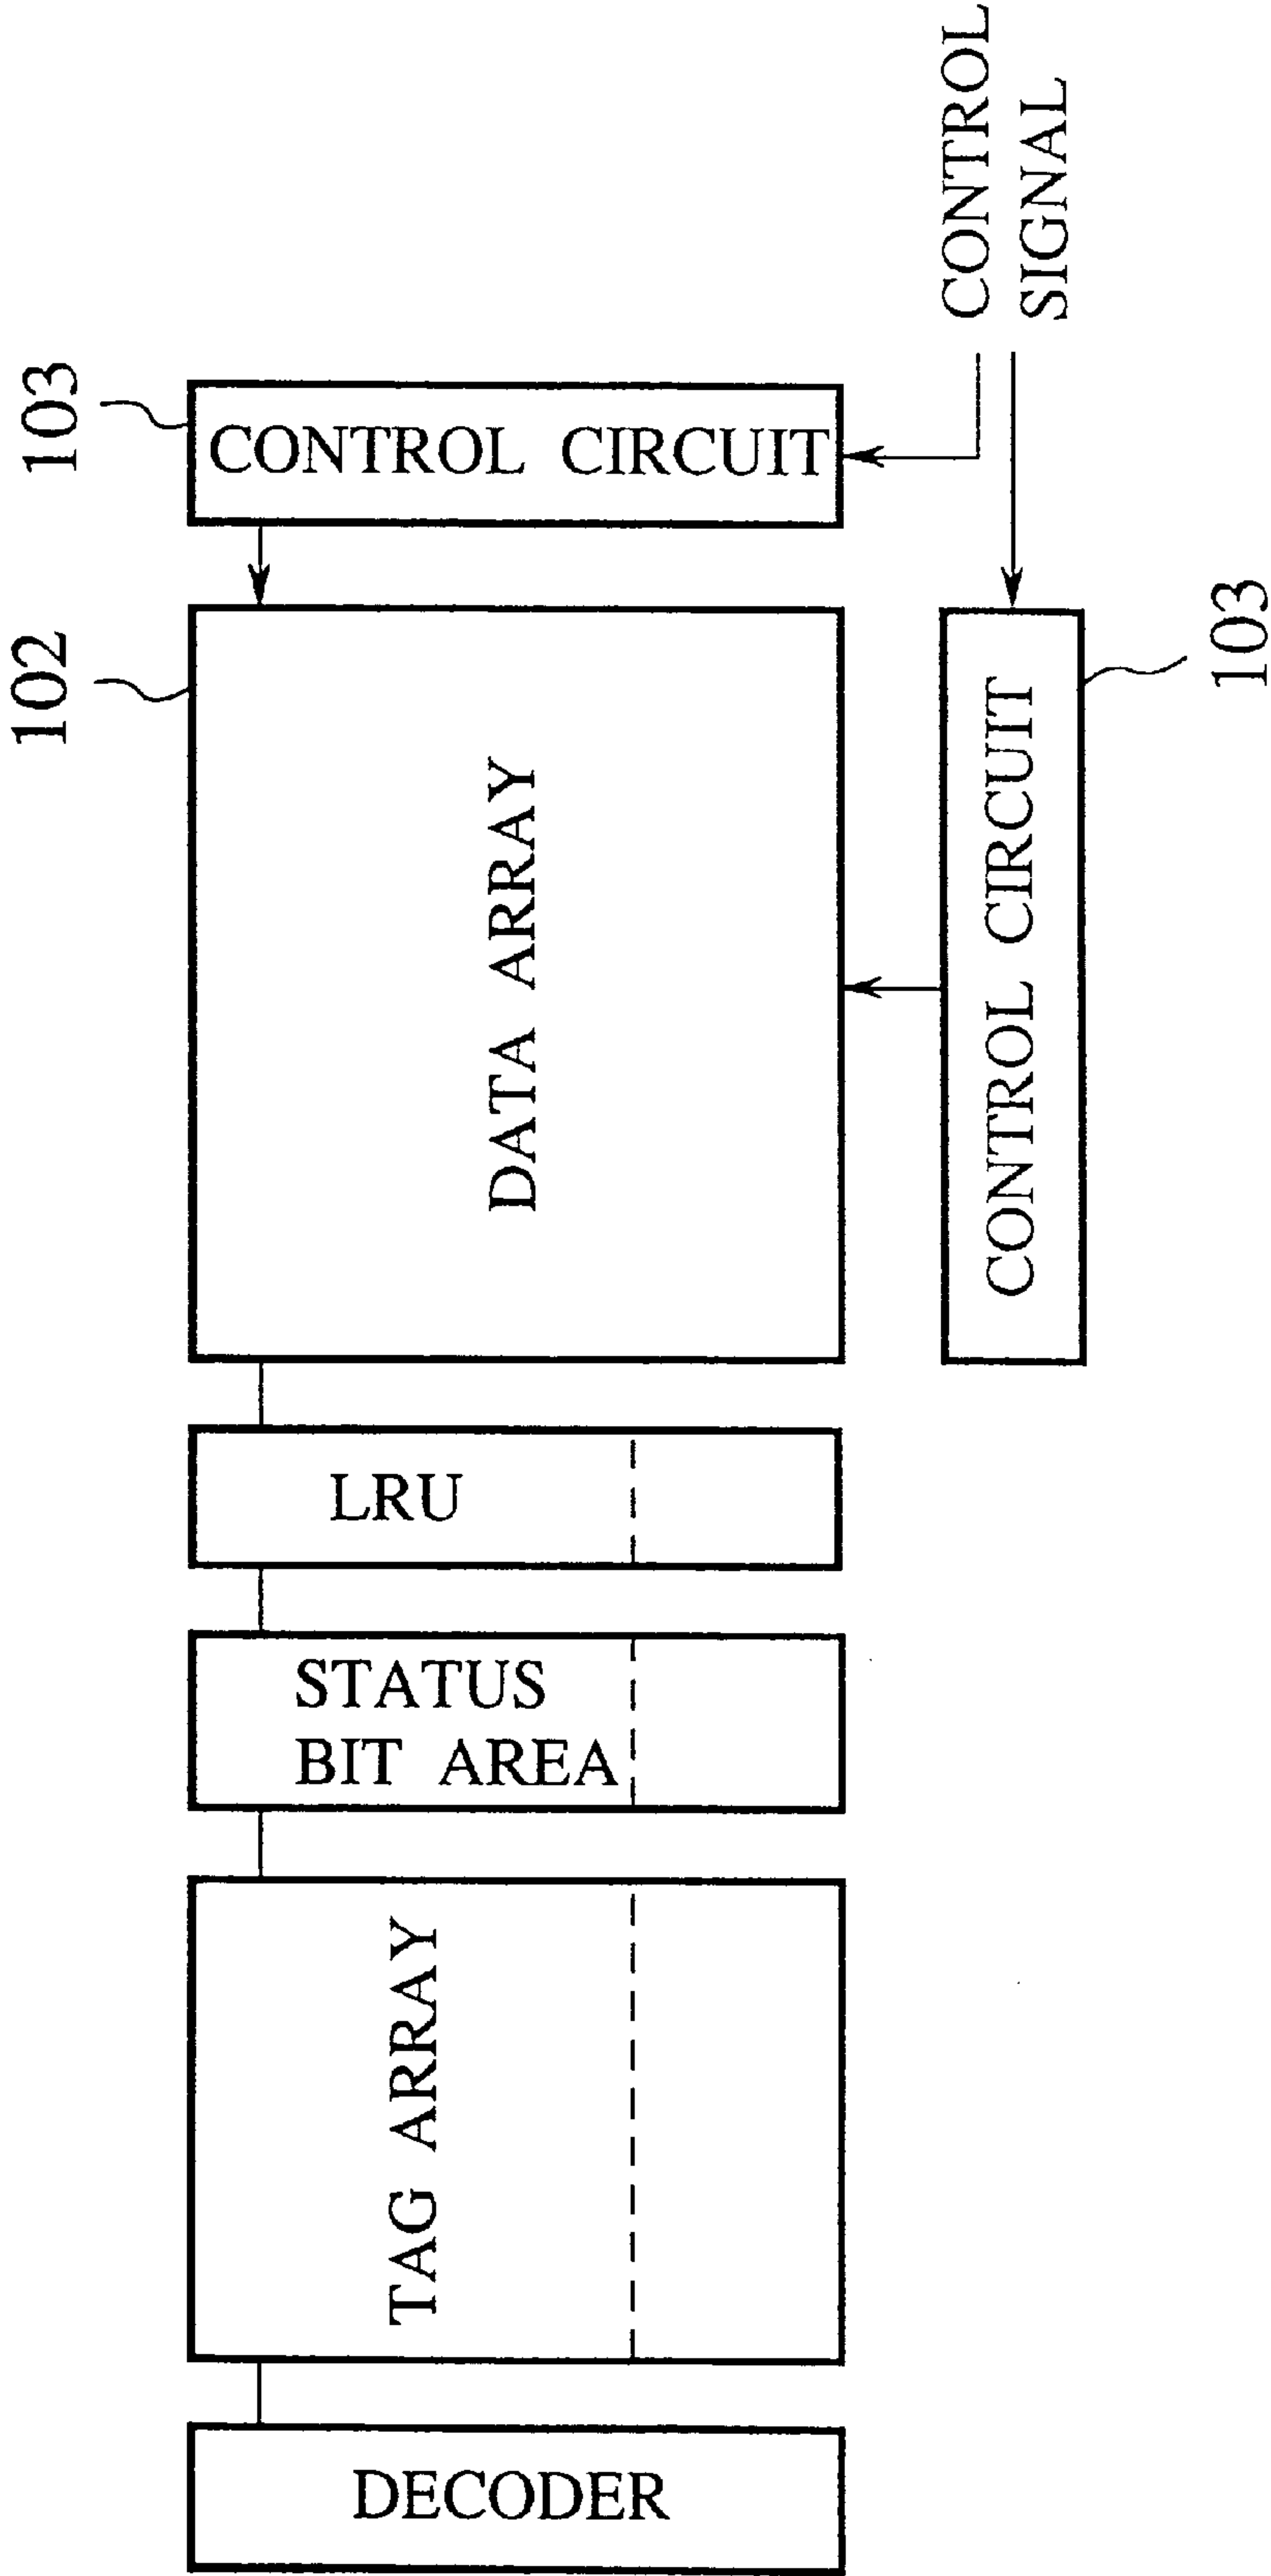 103
CONTROL CIRCUIT
102
DATA ARRAY
CONTROL
SIGNAL
CONTROL CIRCUIT
103
LRU
STATUS
BIT AREA
TAG ARRAY
DECODER